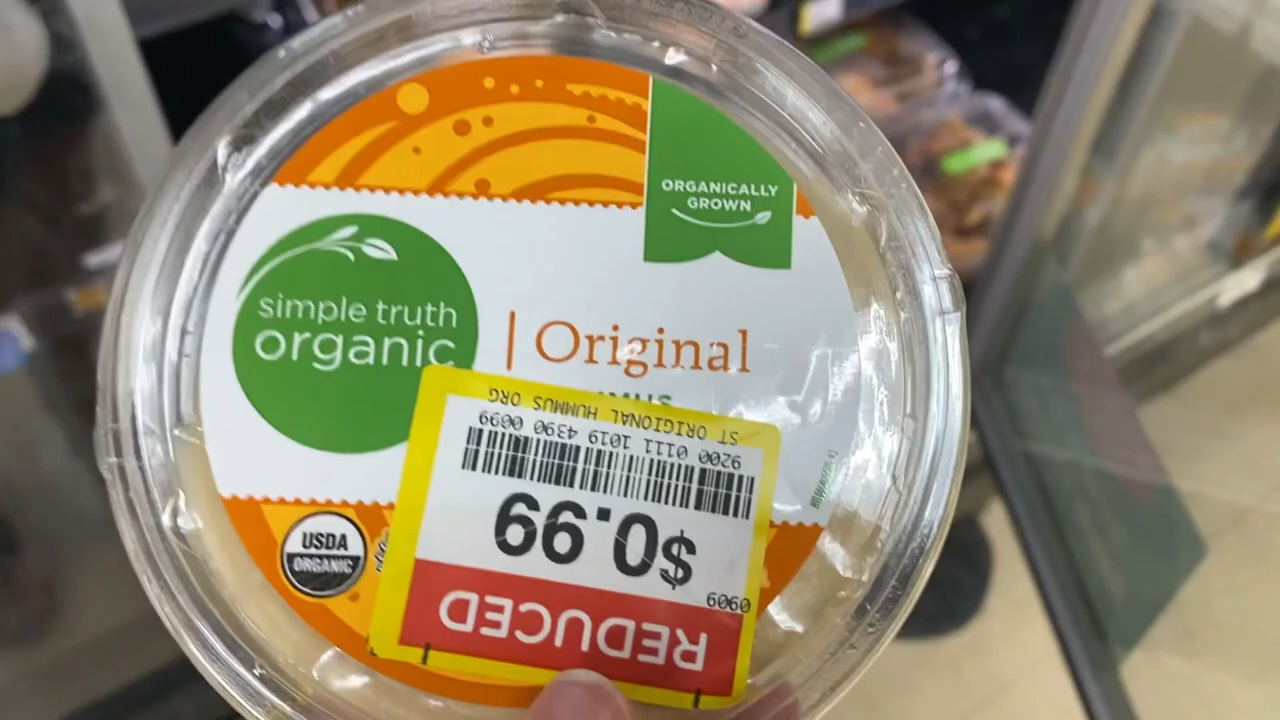 ORGANICALLY
GROWN
simple truth
organic
Original
USDA
ORGANIC
REDUCED
0909
$0.99
9200 0111 1019 4390 0099
ST ORIGIONAL HUMMUS ORG